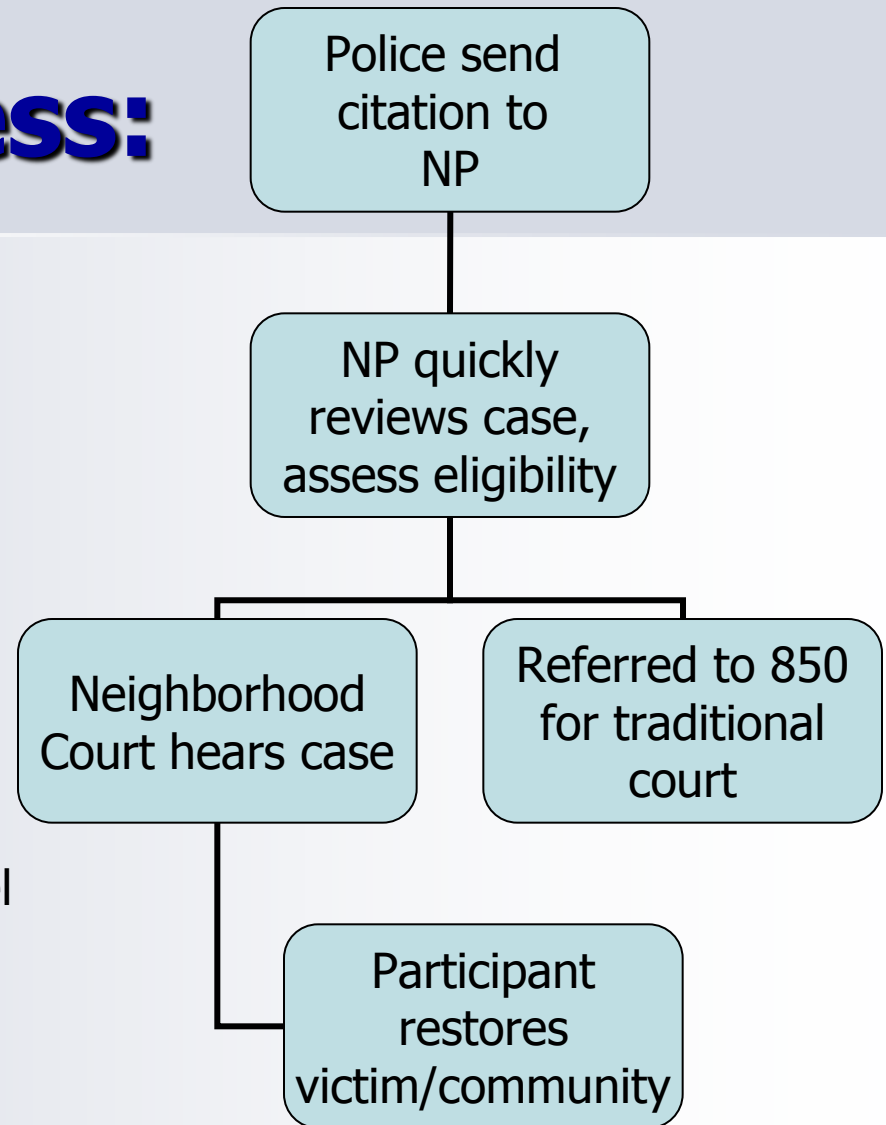 ess:
Police send
citation to
NP
NP quickly
reviews case,
assess eligibility
Neighborhood
Court hears case
Referred to 850
for traditional
court
Participant
restores
victim/community